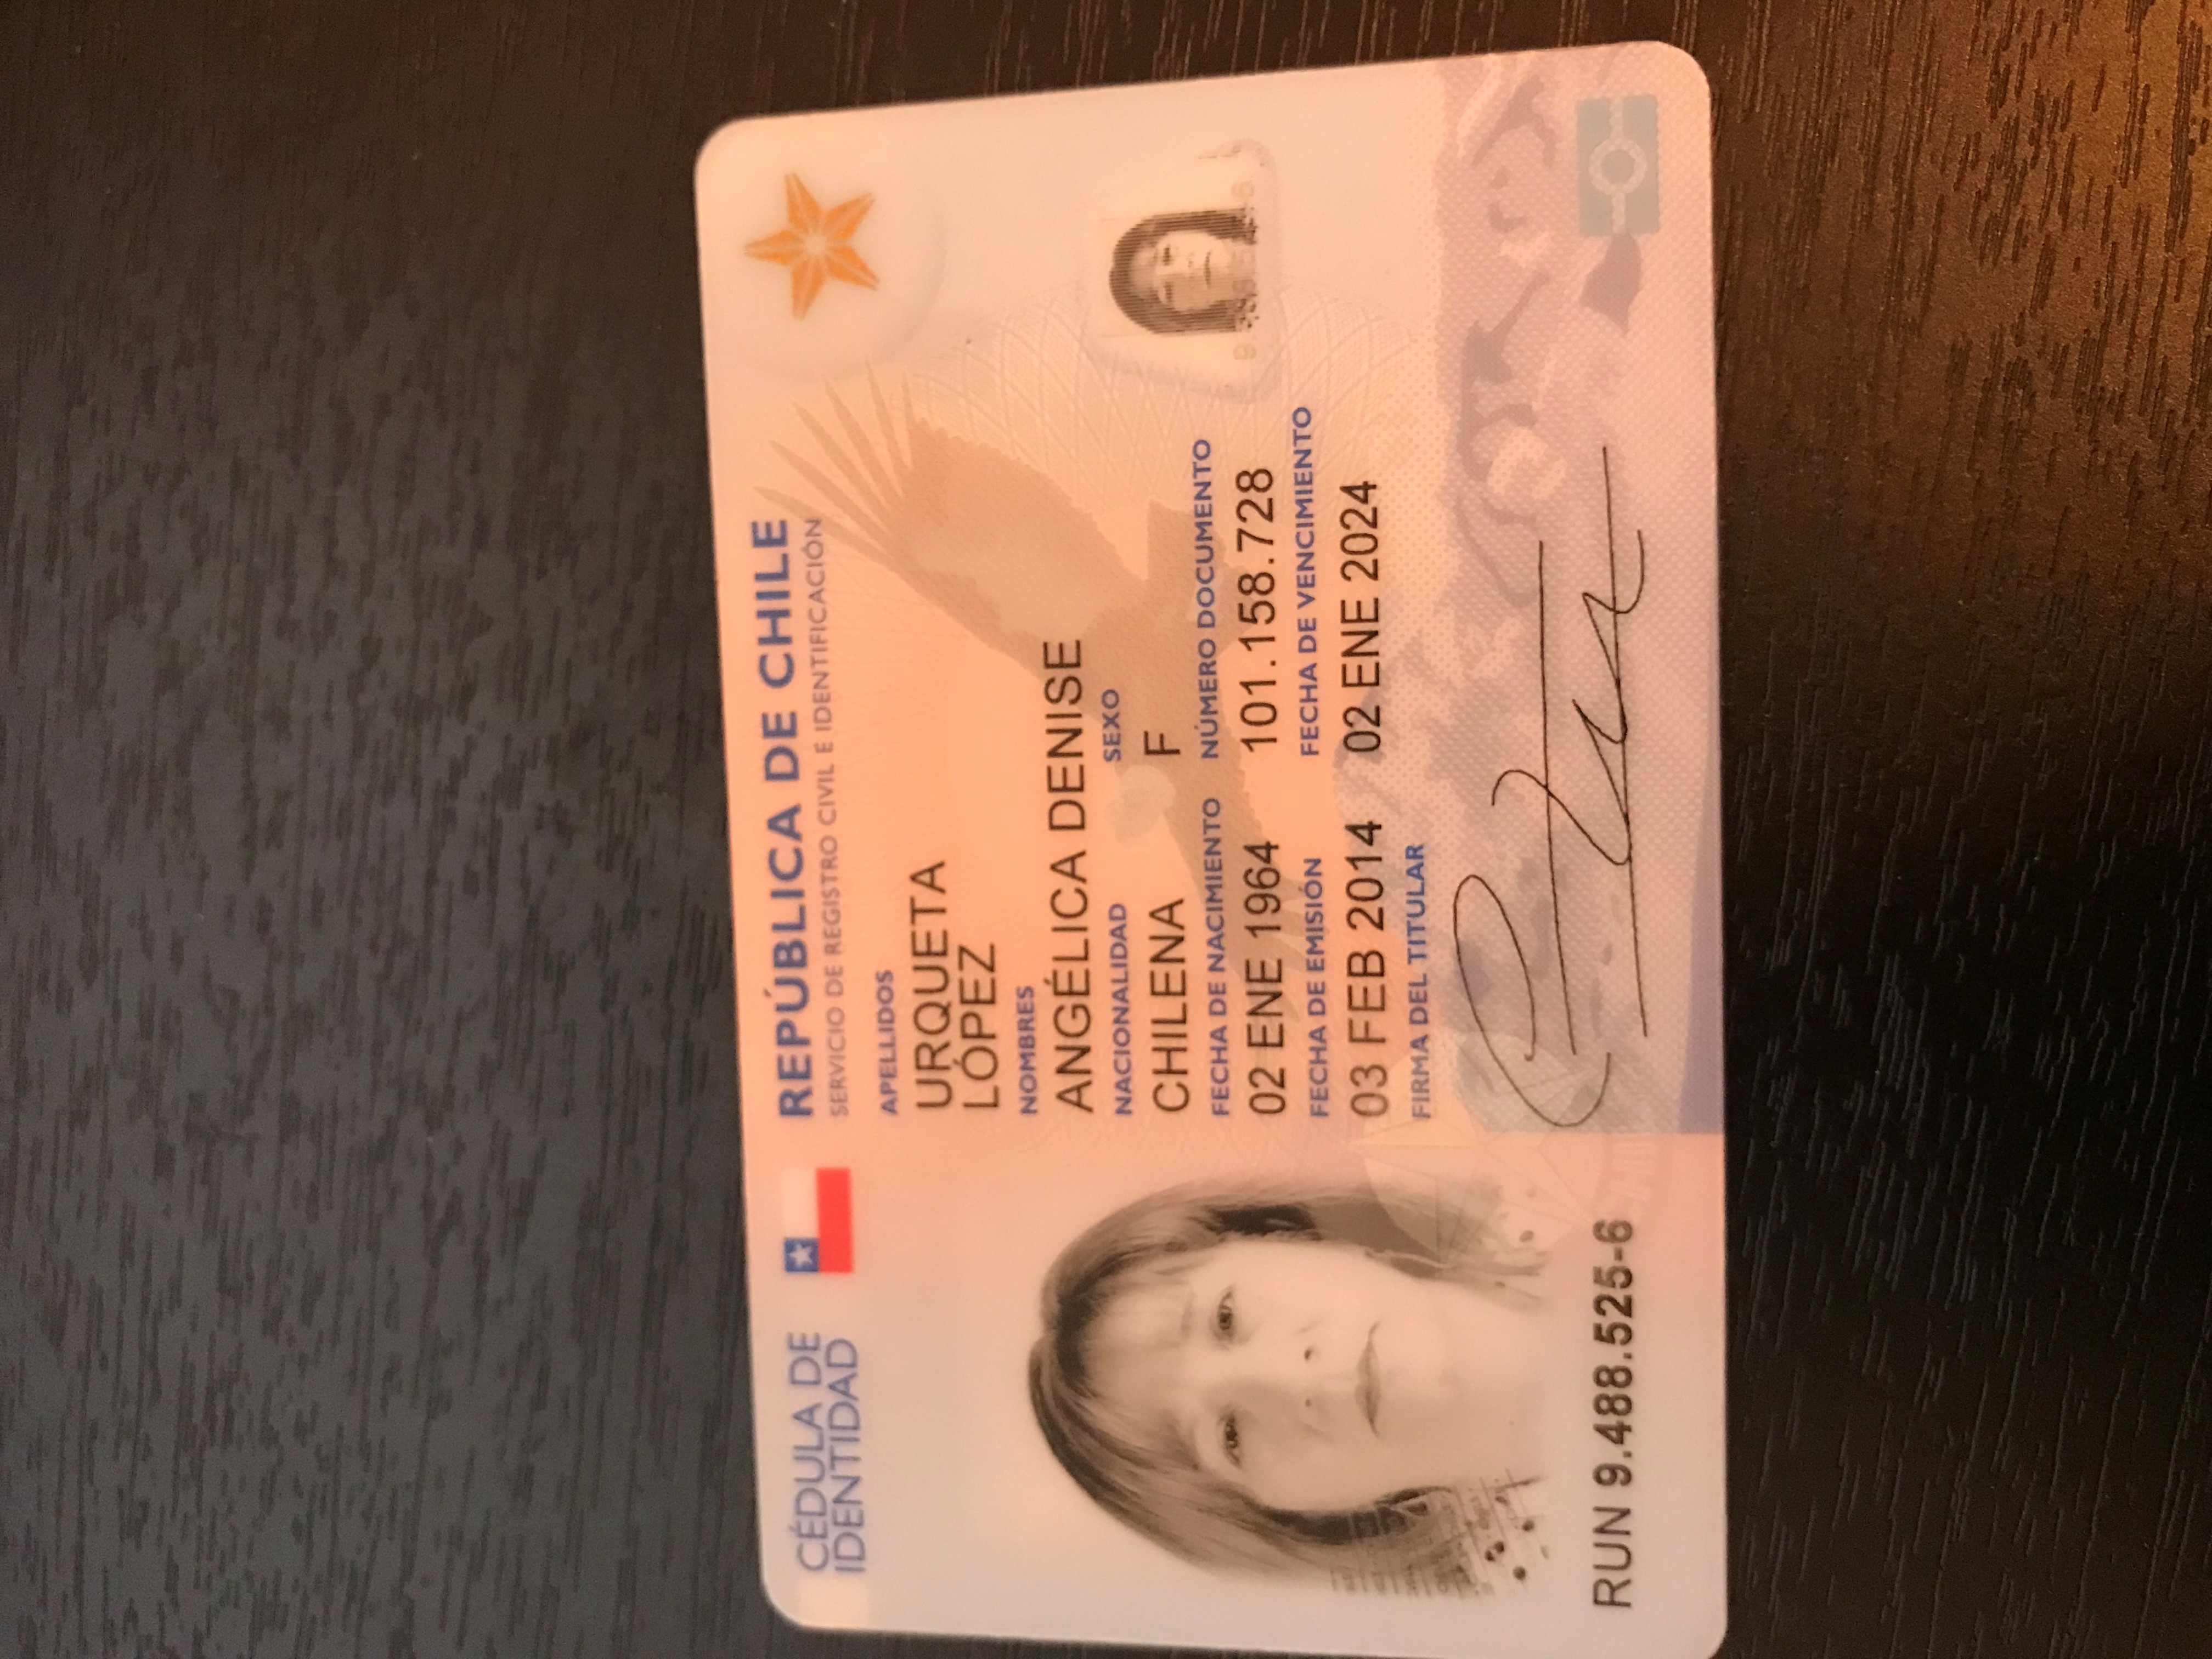 CÉDULA DE
IDENTIDAD
REPÚBLICA DE CHILE
SERVICIO DE REGISTRO CIVIL E IDENTIFICACIÓN
APELLIDOS
URQUETA
LÓPEZ
NOMBRES
ANGÉLICA DENISE
NACIONALIDAD SEXO
CHILENA F
FECHA DE NACIMIENTO NÚMERO DOCUMENTO
02 ENE 1964 101.158.728
FECHA DE EMISIÓN FECHA DE VENCIMIENTO
03 FEB 2014 02 ENE 2024
FIRMA DEL TITULAR
RUN 9.488.525-6